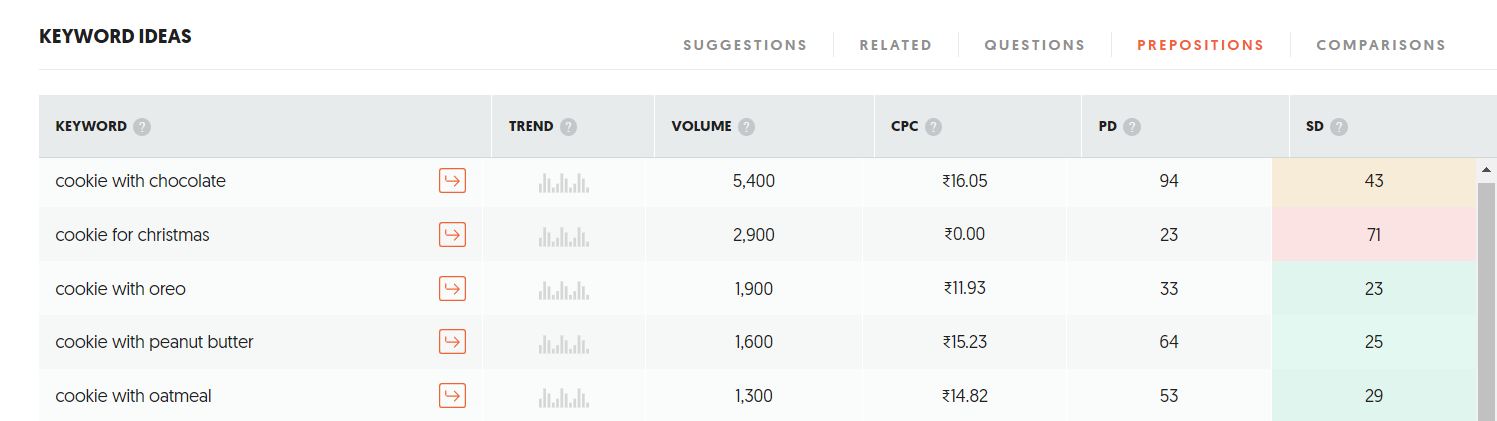 KEYWORD IDEAS
SUGGESTIONS RELATED QUESTIONS PREPOSITIONS COMPARISONS
KEYWORD ? TREND ? VOLUME ? CPC ? PD ? SD ?
cookie with chocolate 5,400 ₹16.05 94 43
cookie for christmas 2,900 ₹0.00 23 71
cookie with oreo 1,900 ₹11.93 33 23
cookie with peanut butter 1,600 ₹15.23 64 25
cookie with oatmeal 1,300 ₹14.82 53 29